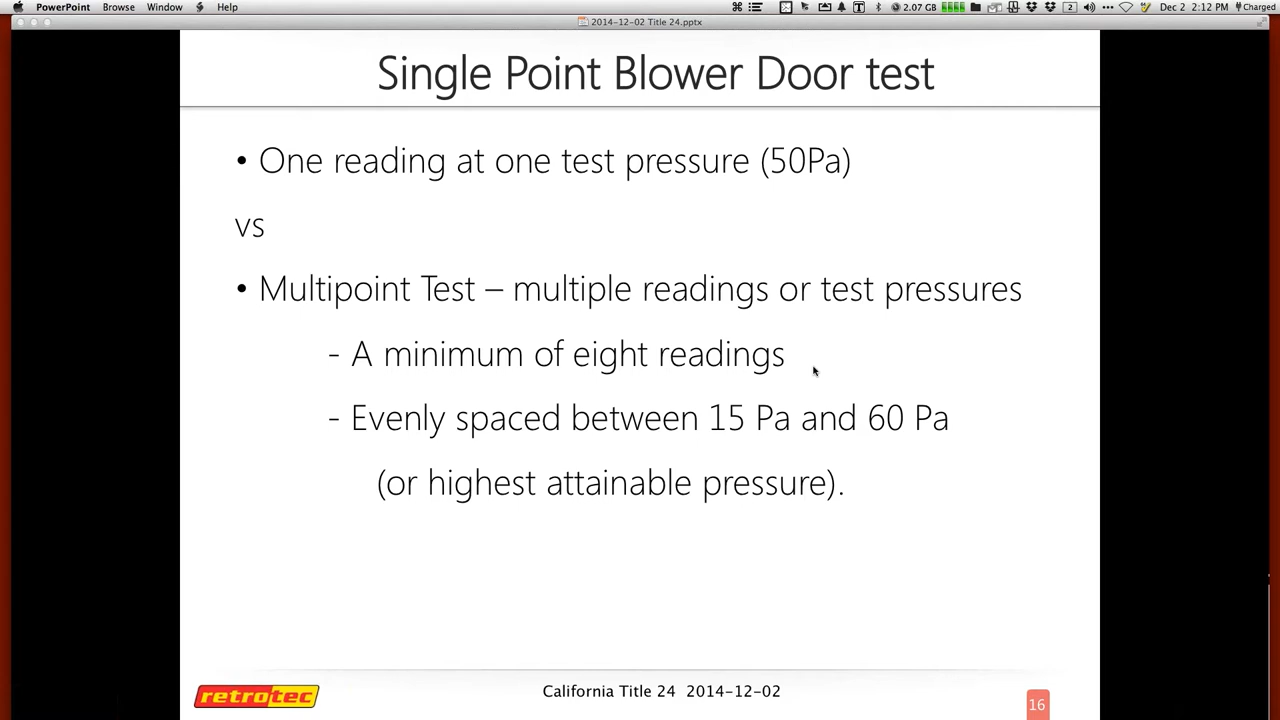 PowerPoint Browse Window Help 2.07 GB 2 Dec 2 2:12 PM Charged
2014-12-02 Title 24.pptx
Single Point Blower Door test
• One reading at one test pressure (50Pa)
vs
• Multipoint Test – multiple readings or test pressures
- A minimum of eight readings
- Evenly spaced between 15 Pa and 60 Pa
(or highest attainable pressure).
retrotec
California Title 24 2014-12-02
16